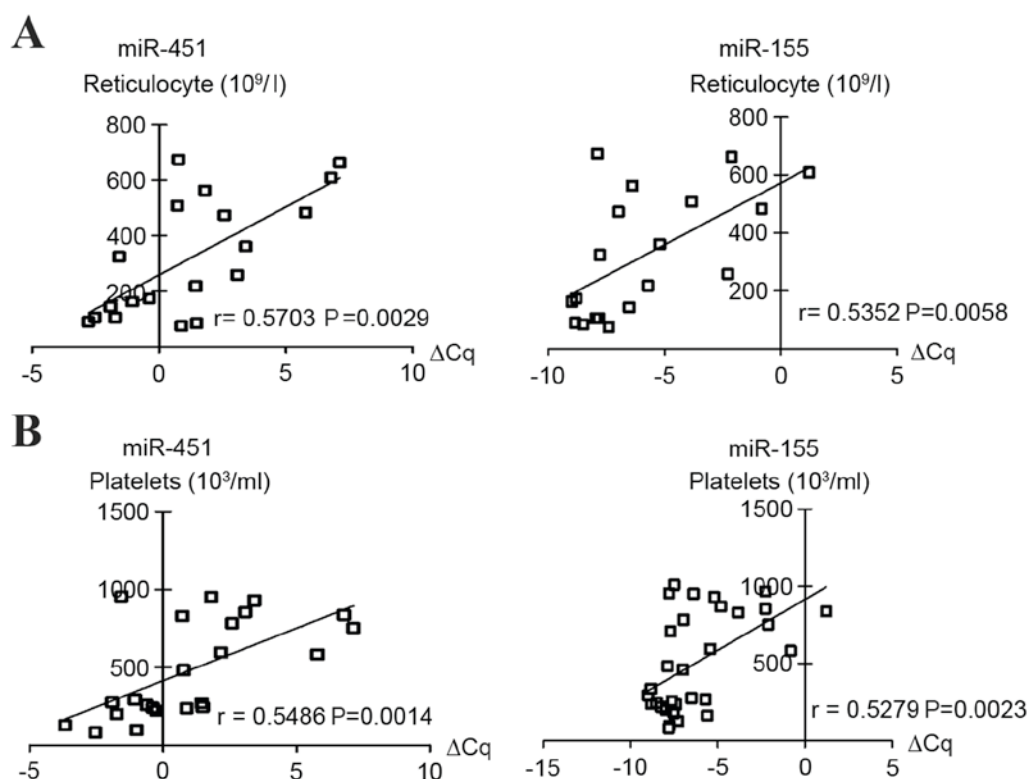 A
miR-451
Reticulocyte (10⁹/l)
800
600
400
200
r= 0.5703 P=0.0029
ΔCq
-5
0
5
10
miR-155
Reticulocyte (10⁹/l)
800
600
400
200
r= 0.5352 P=0.0058
ΔCq
-10
-5
0
5
B
miR-451
Platelets (10³/ml)
1500
1000
500
r = 0.5486 P=0.0014
ΔCq
-5
0
5
10
miR-155
Platelets (10³/ml)
1500
1000
500
r = 0.5279 P=0.0023
ΔCq
-15
-10
-5
0
5